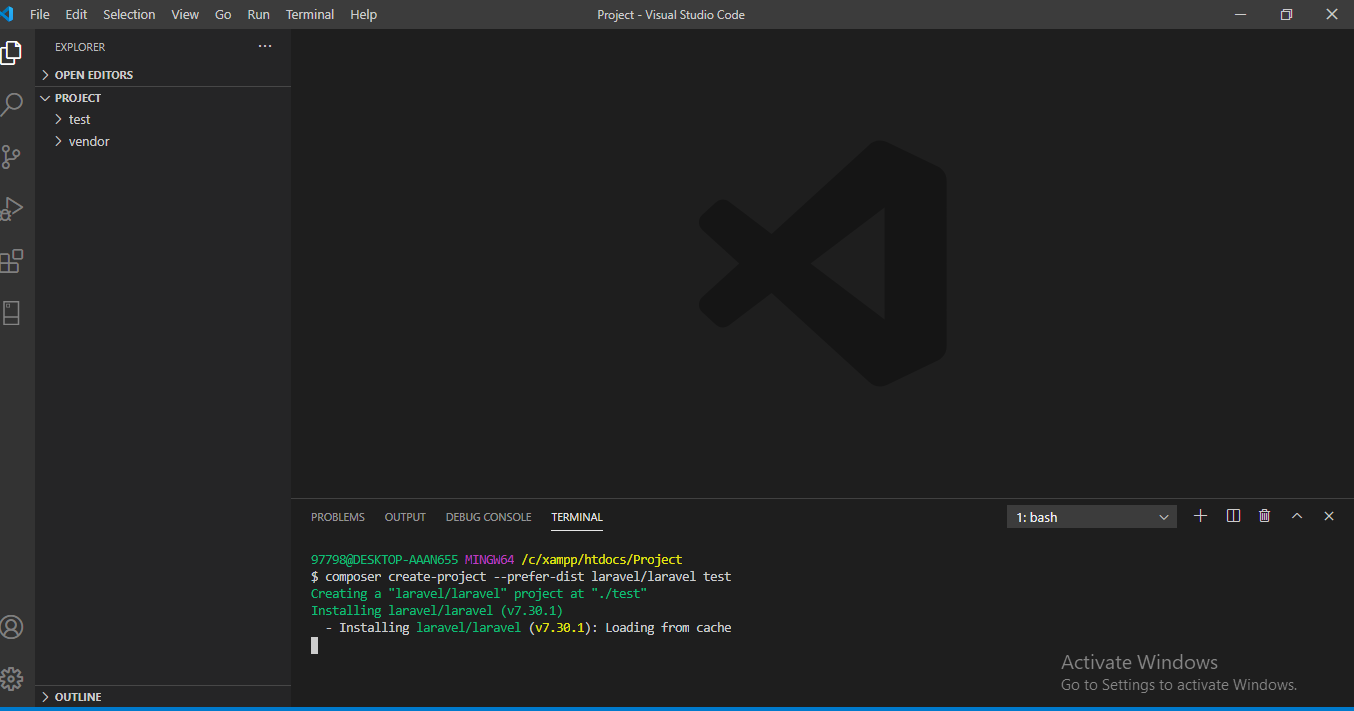 File Edit Selection View Go Run Terminal Help Project - Visual Studio Code
EXPLORER ···
OPEN EDITORS
PROJECT
test
vendor
PROBLEMS OUTPUT DEBUG CONSOLE TERMINAL 1: bash
97798@DESKTOP-AAAN655 MINGW64 /c/xampp/htdocs/Project
$ composer create-project --prefer-dist laravel/laravel test
Creating a "laravel/laravel" project at "./test"
Installing laravel/laravel (v7.30.1)
- Installing laravel/laravel (v7.30.1): Loading from cache
Activate Windows
Go to Settings to activate Windows.
OUTLINE